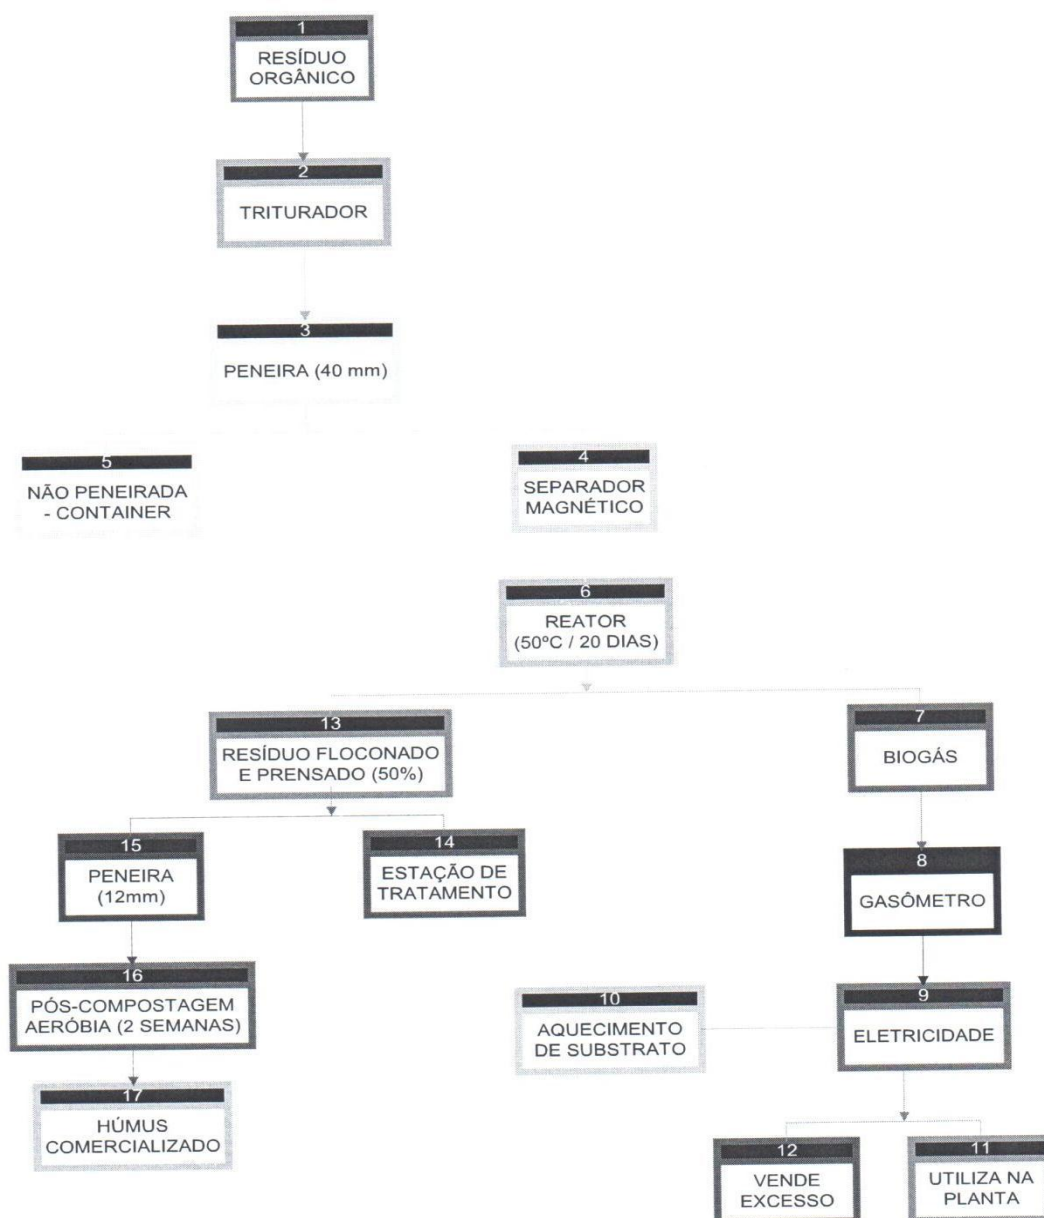 1
RESÍDUO
ORGÂNICO
2
TRITURADOR
3
PENEIRA (40 mm)
5
NÃO PENEIRADA
- CONTAINER
4
SEPARADOR
MAGNÉTICO
6
REATOR
(50ºC / 20 DIAS)
13
RESÍDUO FLOCONADO
E PRENSADO (50%)
7
BIOGÁS
15
PENEIRA
(12mm)
14
ESTAÇÃO DE
TRATAMENTO
8
GASÔMETRO
16
PÓS-COMPOSTAGEM
AERÓBIA (2 SEMANAS)
10
AQUECIMENTO
DE SUBSTRATO
9
ELETRICIDADE
17
HÚMUS
COMERCIALIZADO
12
VENDE
EXCESSO
11
UTILIZA NA
PLANTA